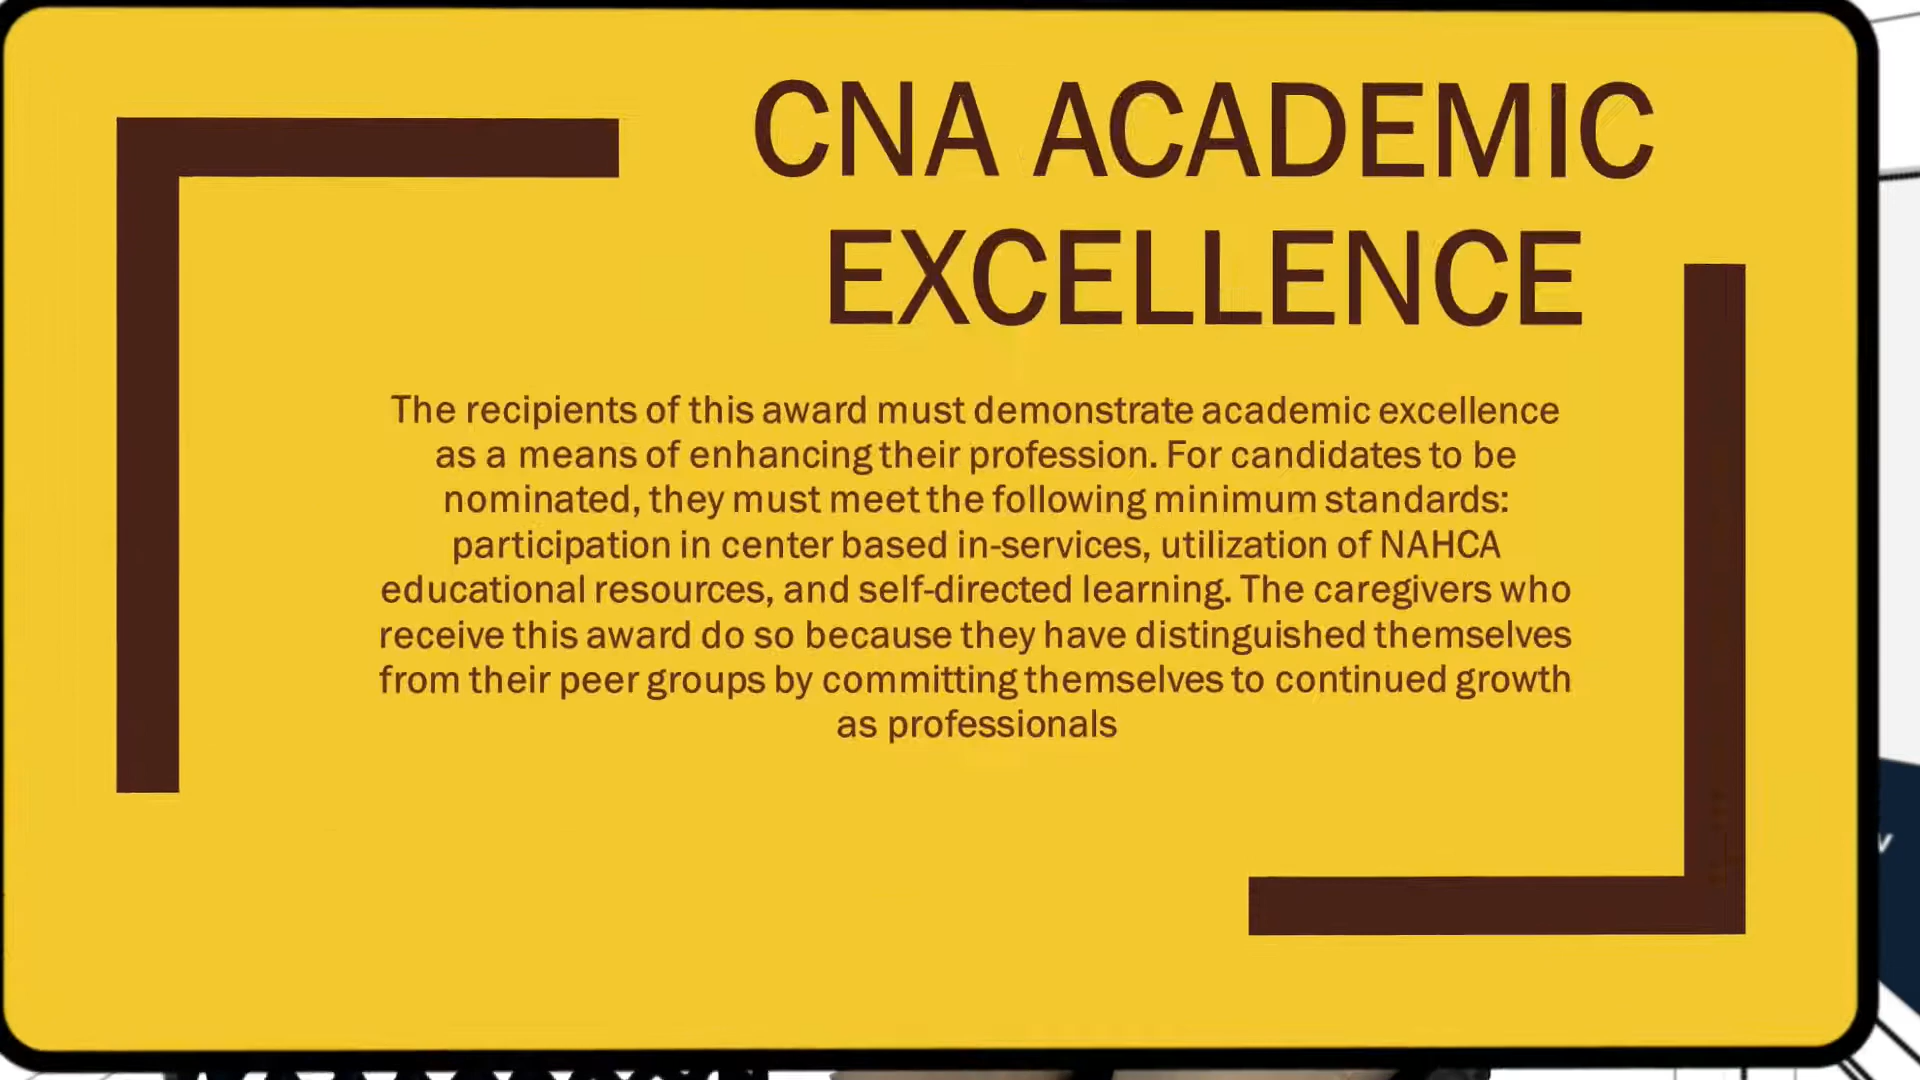 CNA ACADEMIC
EXCELLENCE
The recipients of this award must demonstrate academic excellence
as a means of enhancing their profession. For candidates to be
nominated, they must meet the following minimum standards:
participation in center based in-services, utilization of NAHCA
educational resources, and self-directed learning. The caregivers who
receive this award do so because they have distinguished themselves
from their peer groups by committing themselves to continued growth
as professionals